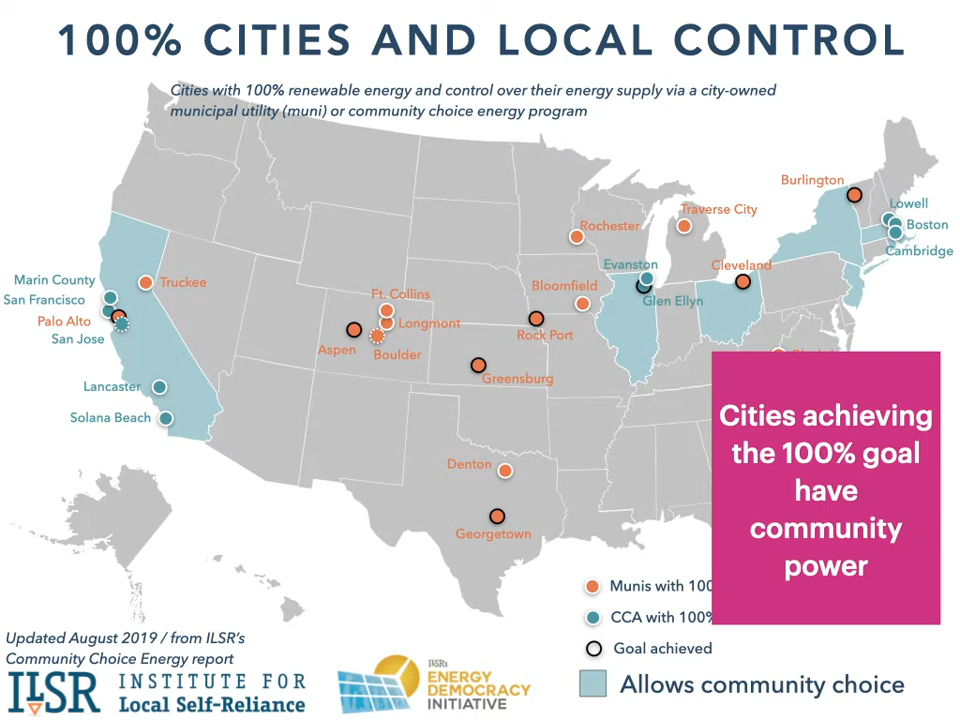 100% CITIES AND LOCAL CONTROL
Cities with 100% renewable energy and control over their energy supply via a city-owned
municipal utility (muni) or community choice energy program
Burlington
Lowell
Boston
Cambridge
Traverse City
Rochester
Evanston
Cleveland
Bloomfield
Glen Ellyn
Rock Port
Marin County
Truckee
San Francisco
Palo Alto
San Jose
Ft. Collins
Longmont
Aspen
Boulder
Greensburg
Lancaster
Solana Beach
Denton
Georgetown
Cities achieving
the 100% goal
have
community
power
Munis with 100
CCA with 100%
Goal achieved
Allows community choice
Updated August 2019 / from ILSR's
Community Choice Energy report
ILSR
INSTITUTE FOR
Local Self-Reliance
ILSR's
ENERGY
DEMOCRACY
INITIATIVE